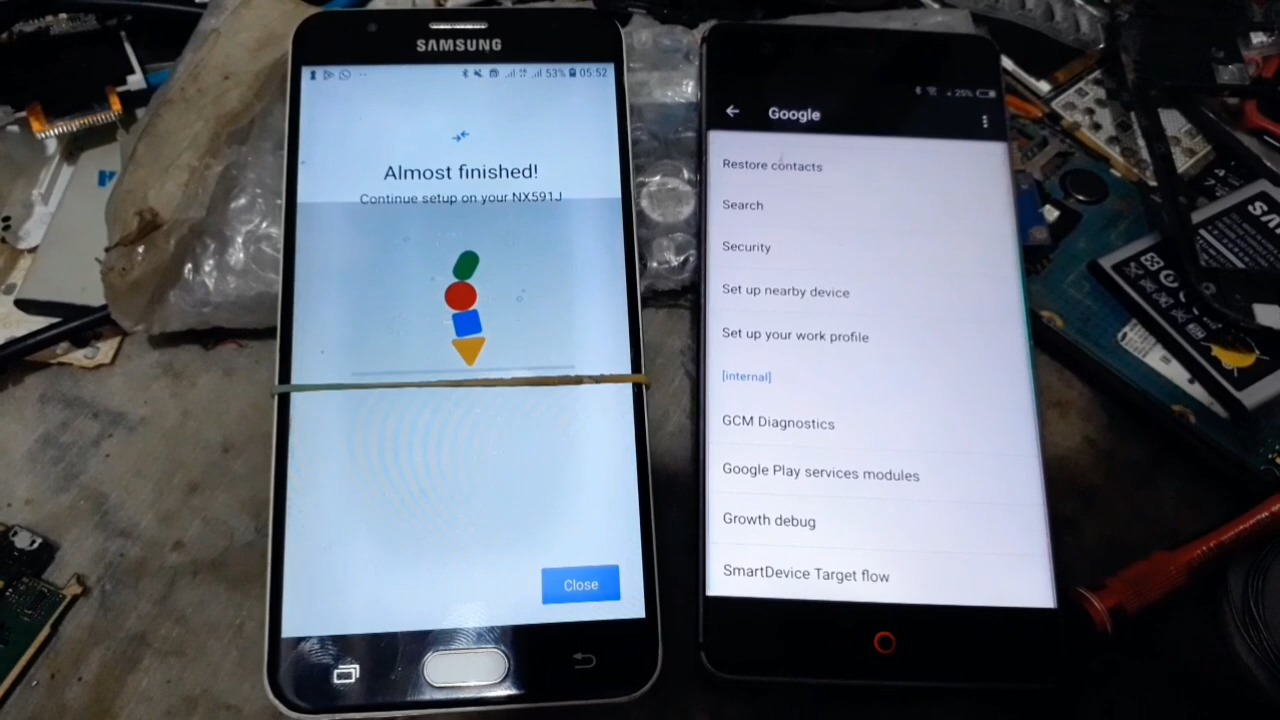 SAMSUNG
53% 05:52
Almost finished!
Continue setup on your NX591J
Close
25%
Google
Restore contacts
Search
Security
Set up nearby device
Set up your work profile
[internal]
GCM Diagnostics
Google Play services modules
Growth debug
SmartDevice Target flow